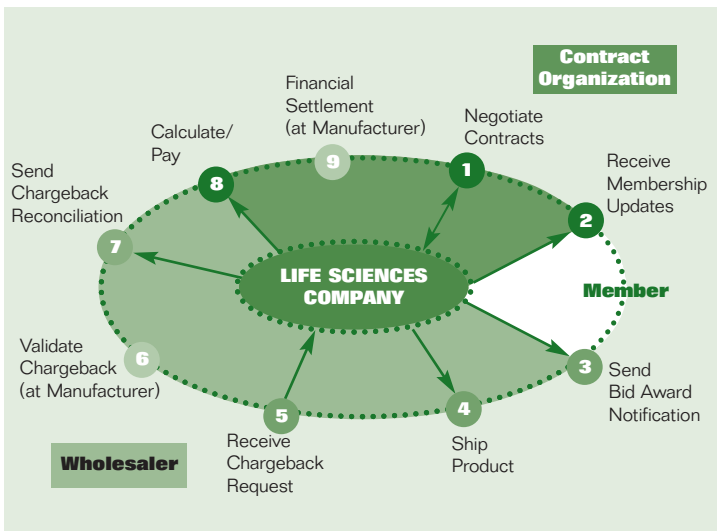 Contract
Organization
Financial
Settlement
(at Manufacturer)
9
Negotiate
Contracts
1
Calculate/
Pay
8
Receive
Membership
Updates
2
Send
Chargeback
Reconciliation
7
LIFE SCIENCES
COMPANY
Member
Validate
Chargeback
(at Manufacturer)
6
3
Send
Bid Award
Notification
5
Receive
Chargeback
Request
4
Ship
Product
Wholesaler